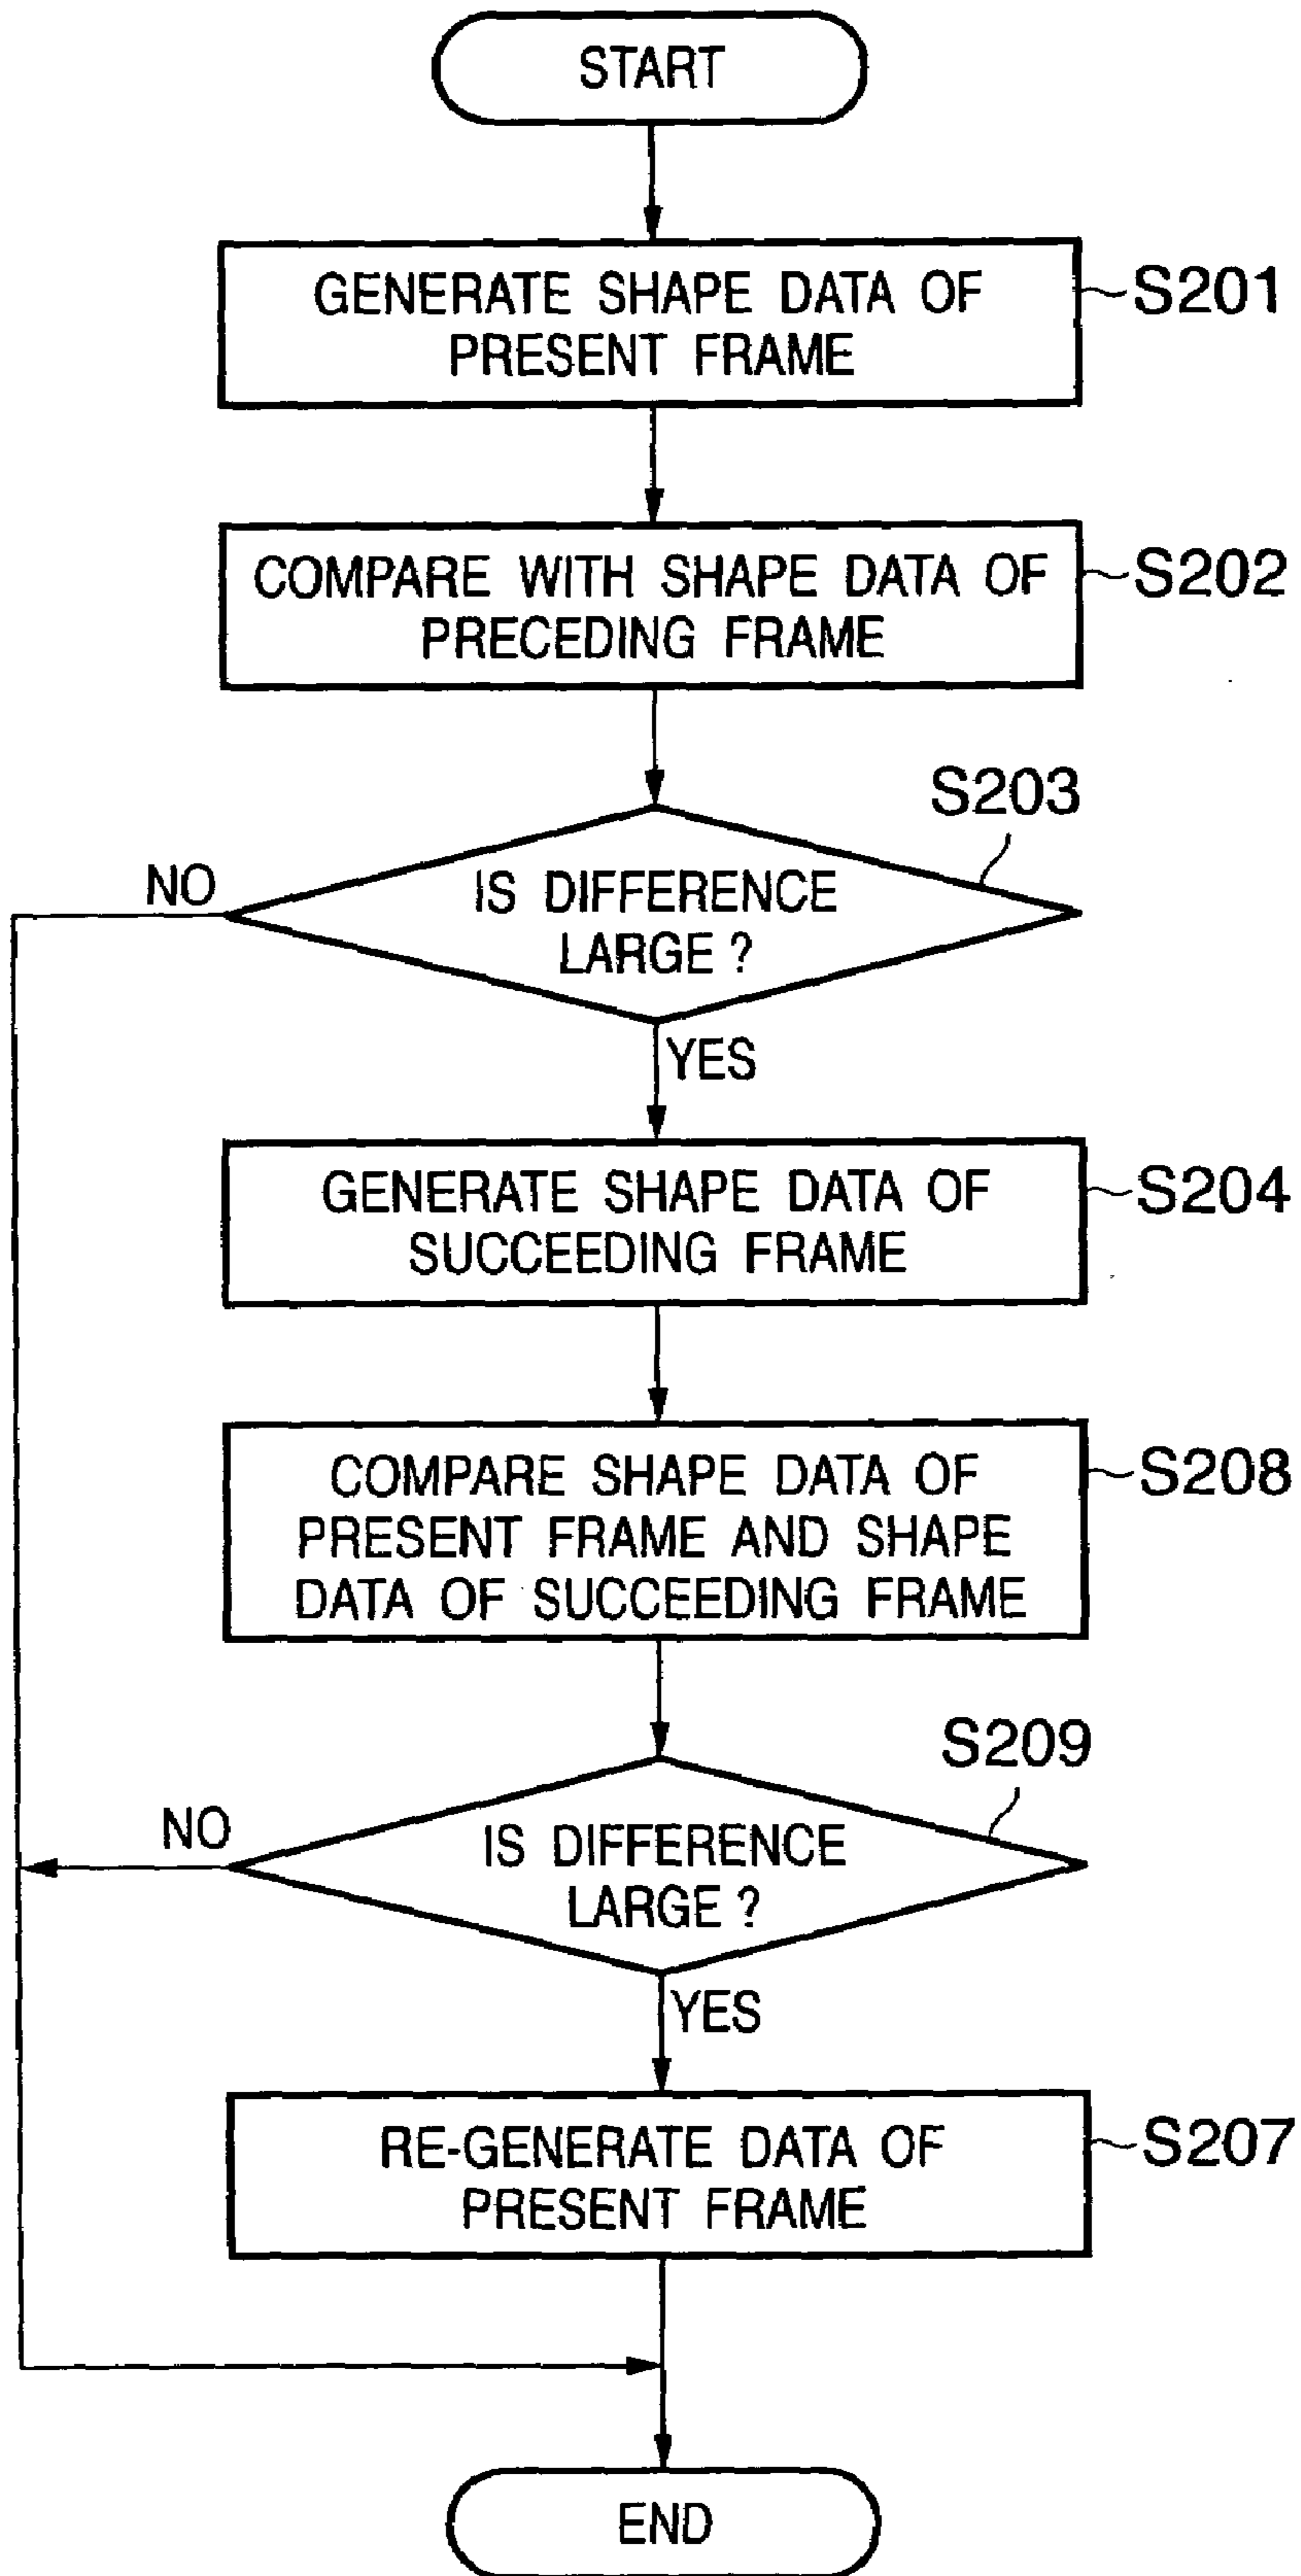 START
GENERATE SHAPE DATA OF
PRESENT FRAME
S201
COMPARE WITH SHAPE DATA OF
PRECEDING FRAME
S202
S203
NO
IS DIFFERENCE
LARGE ?
YES
GENERATE SHAPE DATA OF
SUCCEEDING FRAME
S204
COMPARE SHAPE DATA OF
PRESENT FRAME AND SHAPE
DATA OF SUCCEEDING FRAME
S208
S209
NO
IS DIFFERENCE
LARGE ?
YES
RE-GENERATE DATA OF
PRESENT FRAME
S207
END